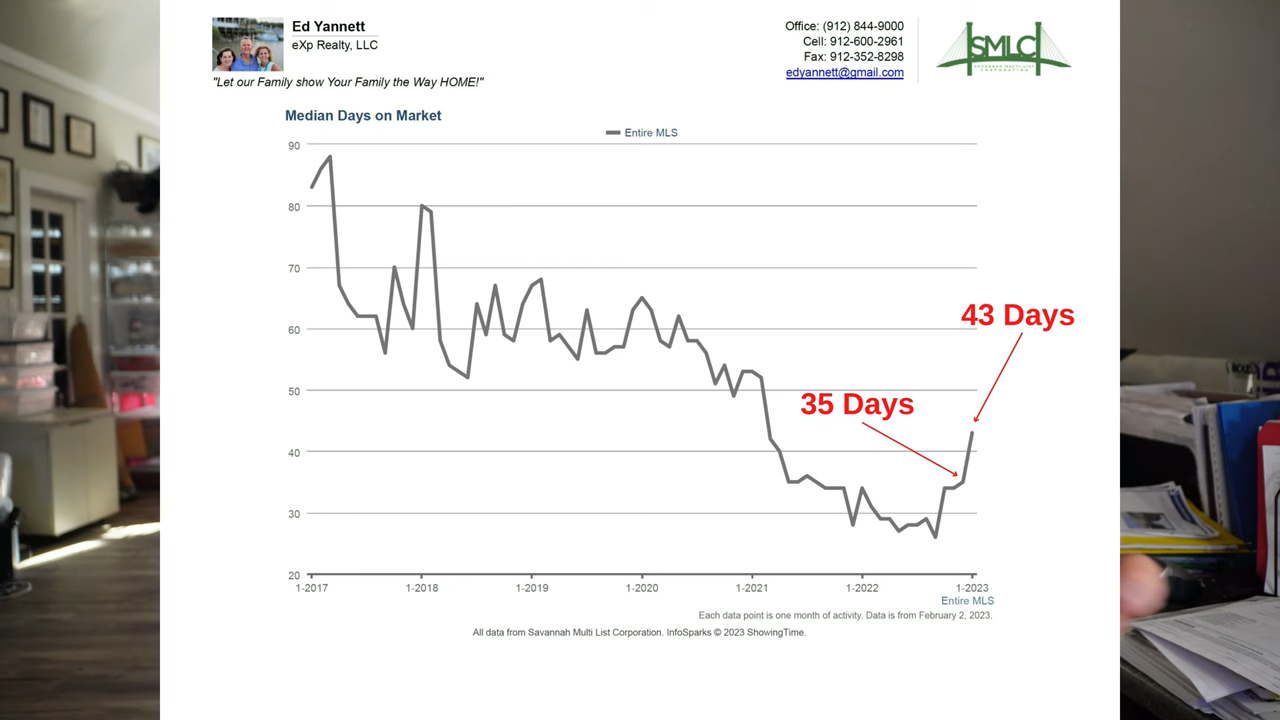 Ed Yannett
eXp Realty, LLC
"Let our Family show Your Family the Way HOME!"
Office: (912) 844-9000
Cell: 912-600-2961
Fax: 912-352-8298
edyannett@gmail.com
SMLC
SAVANNAH MULTI-LIST
CORPORATION
Median Days on Market
Entire MLS
90
80
70
60
50
40
30
20
43 Days
35 Days
1-2017 1-2018 1-2019 1-2020 1-2021 1-2022 1-2023
Entire MLS
Each data point is one month of activity. Data is from February 2, 2023.
All data from Savannah Multi List Corporation. InfoSparks © 2023 ShowingTime.